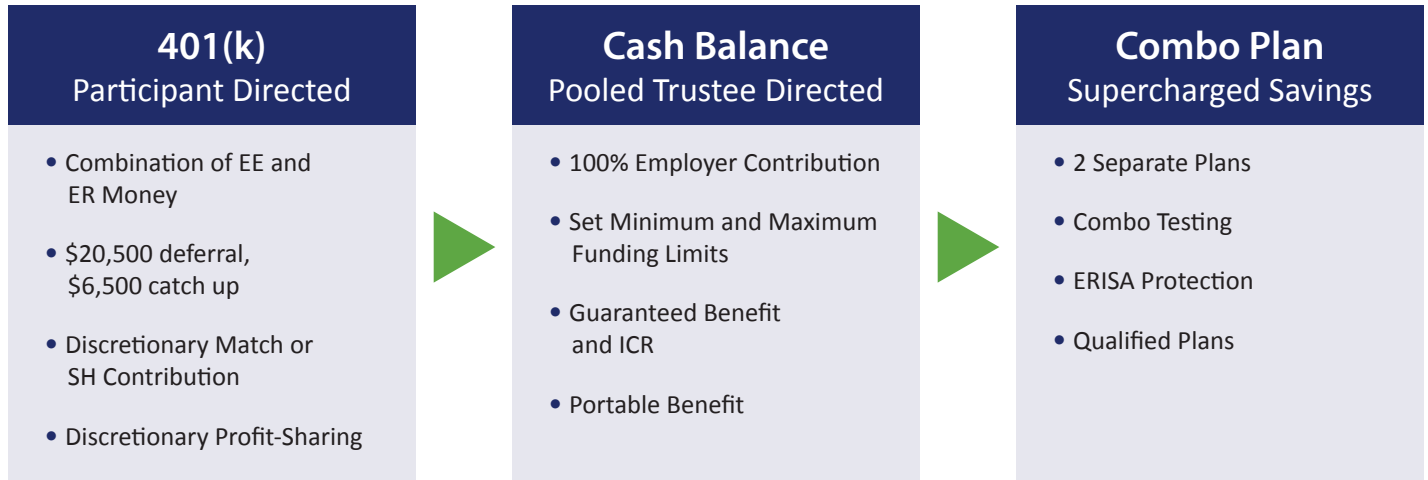 401(k)
Participant Directed
• Combination of EE and
ER Money
• $20,500 deferral,
$6,500 catch up
• Discretionary Match or
SH Contribution
• Discretionary Profit-Sharing
Cash Balance
Pooled Trustee Directed
• 100% Employer Contribution
• Set Minimum and Maximum
Funding Limits
• Guaranteed Benefit
and ICR
• Portable Benefit
Combo Plan
Supercharged Savings
• 2 Separate Plans
• Combo Testing
• ERISA Protection
• Qualified Plans